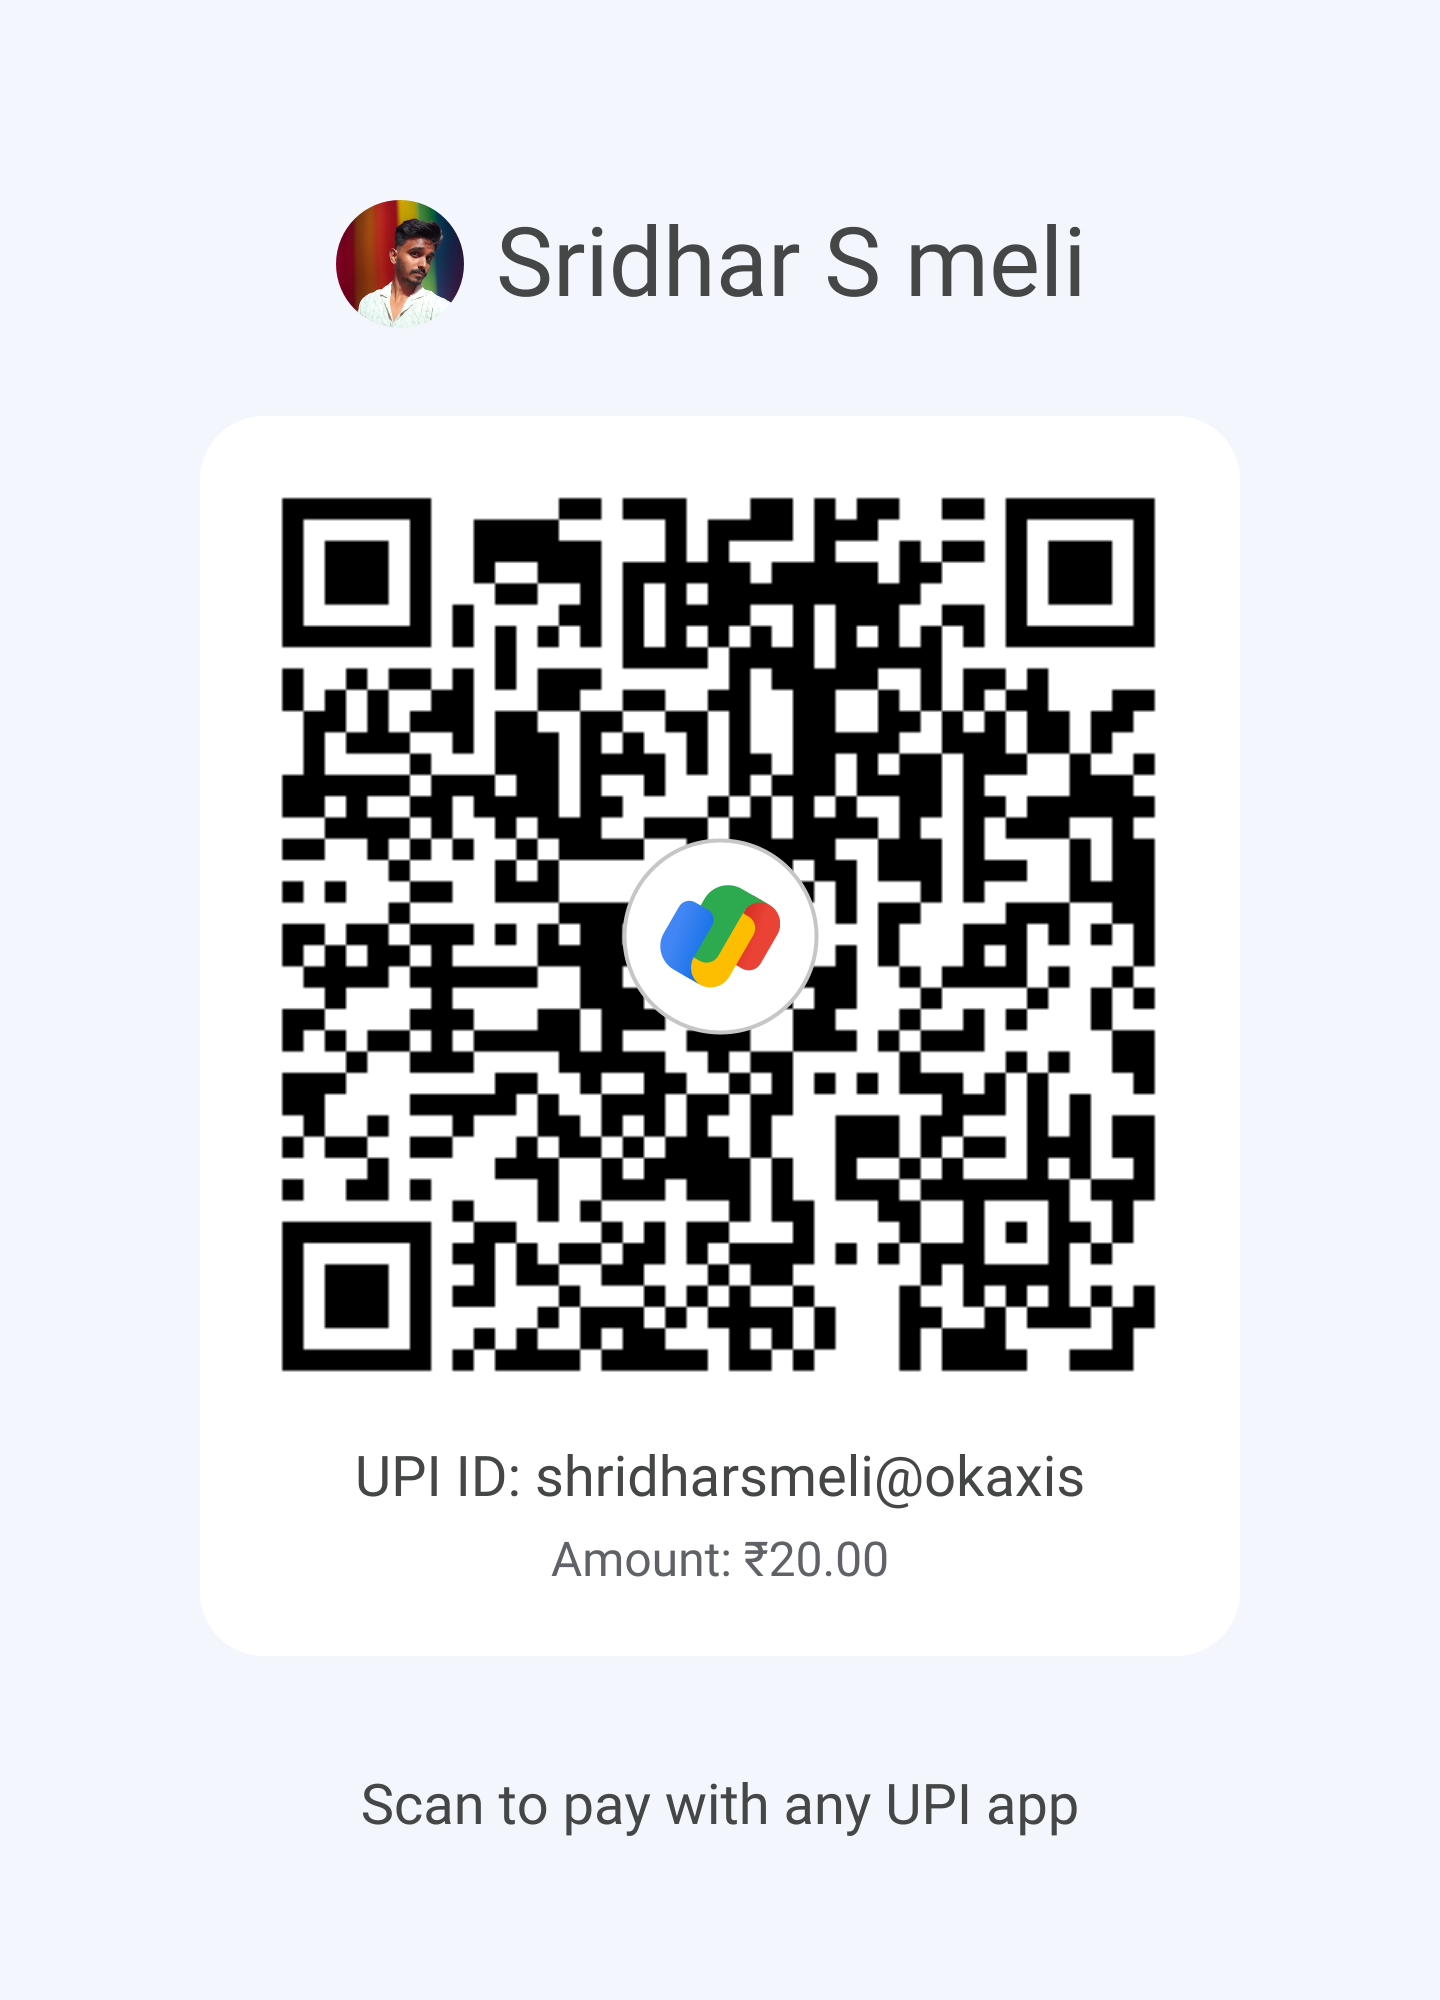 Sridhar S meli
UPI ID: shridharsmeli@okaxis
Amount: ₹20.00
Scan to pay with any UPI app